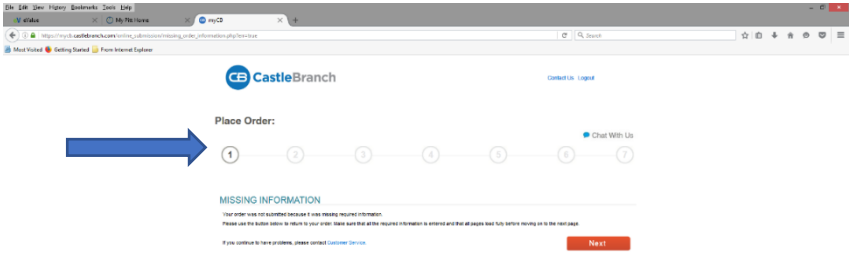 File Edit View History Bookmarks Tools Help
eValue My Flit Home myCB
https://mycb.castlebranch.com/online_submission/missing_order_information.php?en=true Search
Most Visited Getting Started From Internet Explorer
CB CastleBranch Contact Us Logout
Place Order:
Chat With Us
1 2 3 4 5 6 7
MISSING INFORMATION
Your order was not submitted because it was missing required information.
Please use the button below to return to your order. Make sure that all the required information is entered and that all pages load fully before moving on to the next page.
If you continue to have problems, please contact Customer Service.
Next